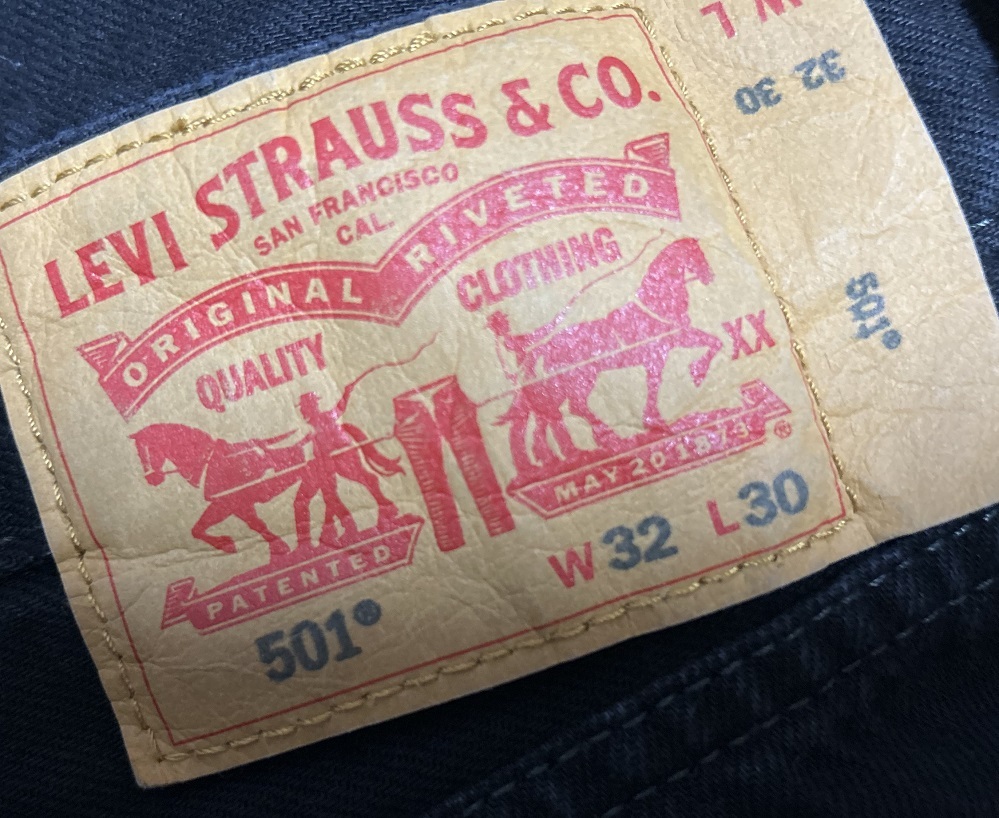 LEVI STRAUSS & CO.
SAN FRANCISCO
CAL.
ORIGINAL RIVETED
QUALITY CLOTHING
XX
PATENTED
MAY 20 1873 ®
501®
W 32 L 30
W L
32 30
501®